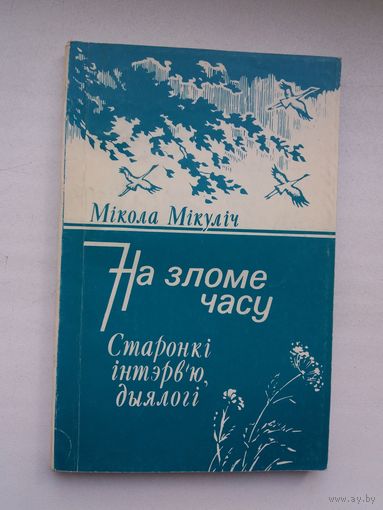 Мікола Мікуліч
На зломе
часу
Старонкі
інтэрв'ю,
дыялогі
www.ay.by